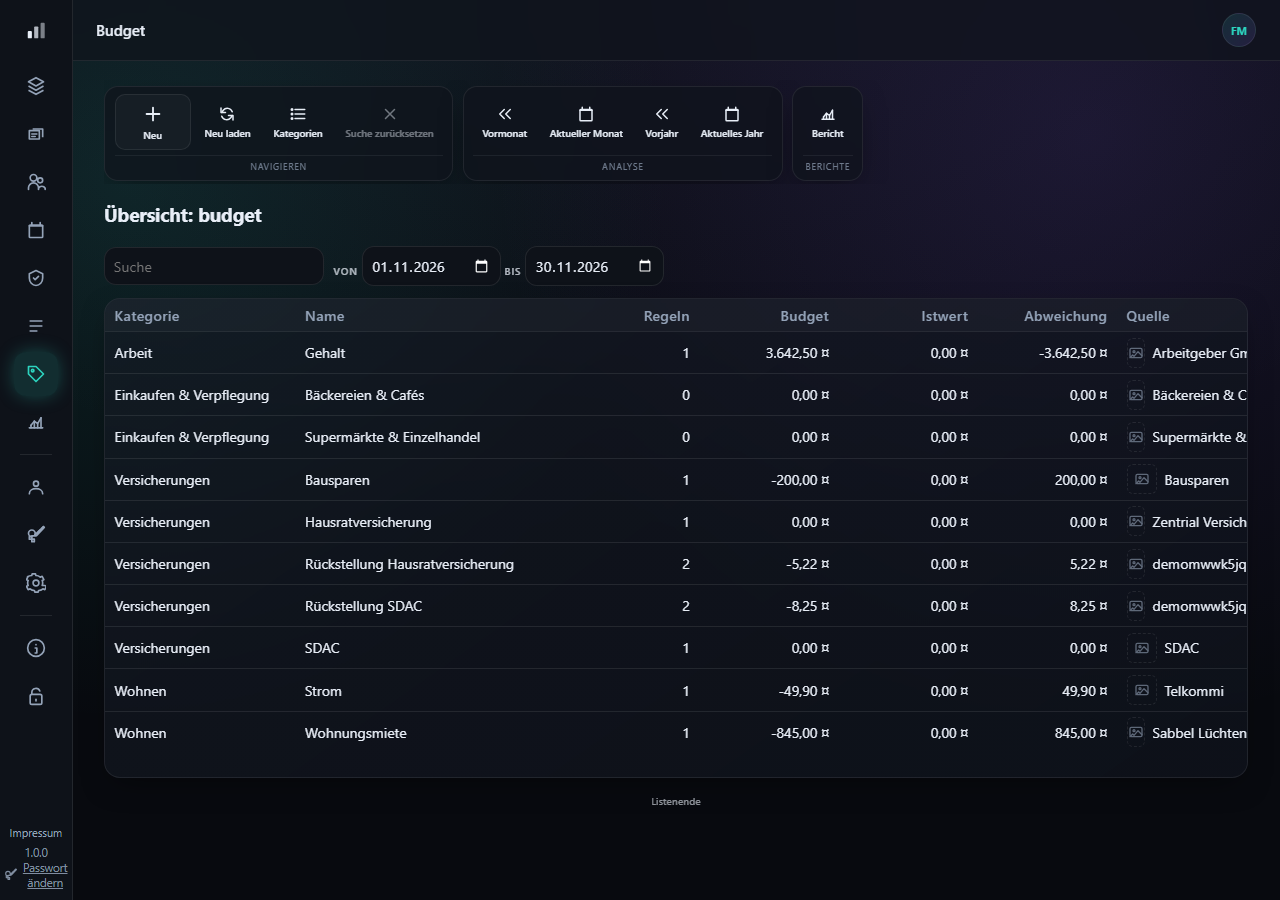 Budget
FM
Neu
Neu laden
Kategorien
Suche zurücksetzen
NAVIGIEREN
Vormonat
Aktueller Monat
Vorjahr
Aktuelles Jahr
ANALYSE
Bericht
BERICHTE
Übersicht: budget
Suche
VON
01.11.2026
BIS
30.11.2026
Kategorie Name Regeln Budget Istwert Abweichung Quelle
Arbeit Gehalt 1 3.642,50 ¤ 0,00 ¤ -3.642,50 ¤ Arbeitgeber Gm
Einkaufen & Verpflegung Bäckereien & Cafés 0 0,00 ¤ 0,00 ¤ 0,00 ¤ Bäckereien & C
Einkaufen & Verpflegung Supermärkte & Einzelhandel 0 0,00 ¤ 0,00 ¤ 0,00 ¤ Supermärkte &
Versicherungen Bausparen 1 -200,00 ¤ 0,00 ¤ 200,00 ¤ Bausparen
Versicherungen Hausratversicherung 1 0,00 ¤ 0,00 ¤ 0,00 ¤ Zentrial Versich
Versicherungen Rückstellung Hausratversicherung 2 -5,22 ¤ 0,00 ¤ 5,22 ¤ demomwwk5jq
Versicherungen Rückstellung SDAC 2 -8,25 ¤ 0,00 ¤ 8,25 ¤ demomwwk5jq
Versicherungen SDAC 1 0,00 ¤ 0,00 ¤ 0,00 ¤ SDAC
Wohnen Strom 1 -49,90 ¤ 0,00 ¤ 49,90 ¤ Telkommi
Wohnen Wohnungsmiete 1 -845,00 ¤ 0,00 ¤ 845,00 ¤ Sabbel Lüchten
Listenende
Impressum
1.0.0
Passwort
ändern